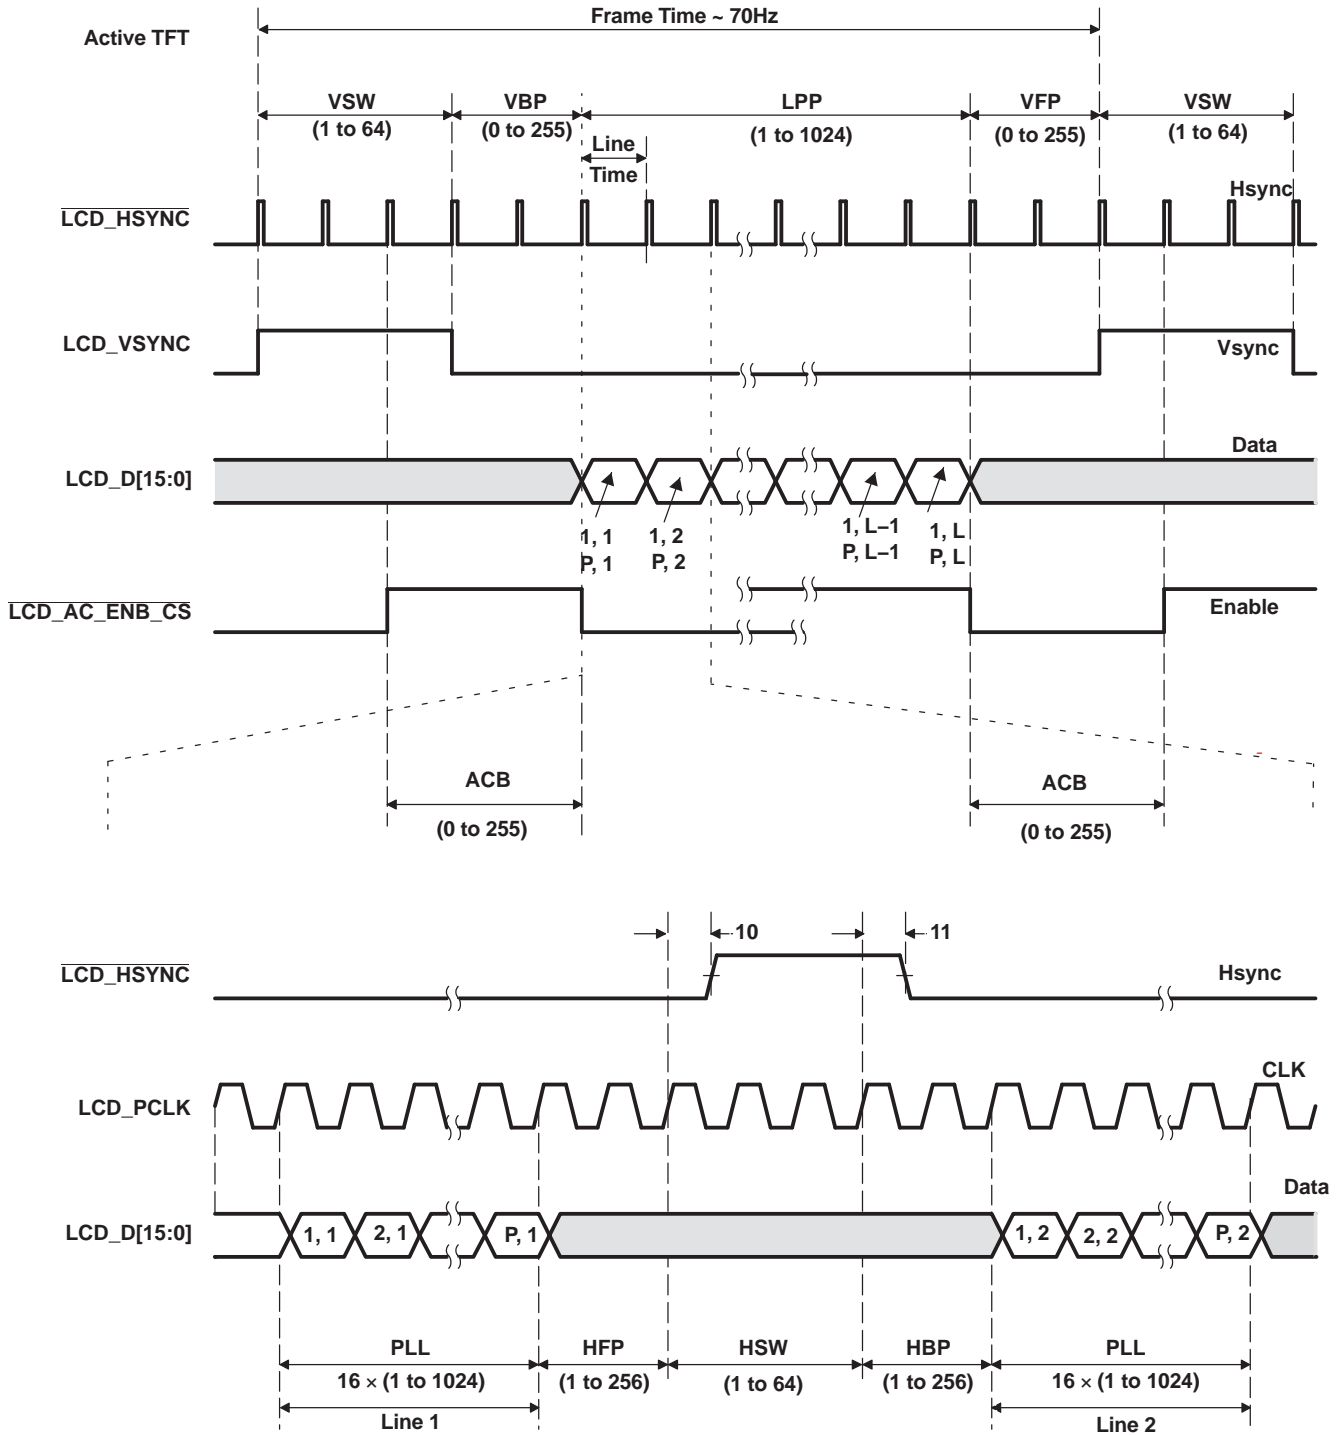 Frame Time ~ 70Hz
Active TFT
VSW VBP LPP VFP VSW
(1 to 64) (0 to 255) (1 to 1024) (0 to 255) (1 to 64)
Line
Time
Hsync
LCD_HSYNC
LCD_VSYNC
Vsync
Data
LCD_D[15:0]
1, 1 1, 2 1, L–1 1, L
P, 1 P, 2 P, L–1 P, L
LCD_AC_ENB_CS
Enable
ACB ACB
(0 to 255) (0 to 255)
10 11
LCD_HSYNC
Hsync
CLK
LCD_PCLK
Data
LCD_D[15:0]
1, 1 2, 1 P, 1 1, 2 2, 2 P, 2
PLL HFP HSW HBP PLL
16 × (1 to 1024) (1 to 256) (1 to 64) (1 to 256) 16 × (1 to 1024)
Line 1 Line 2